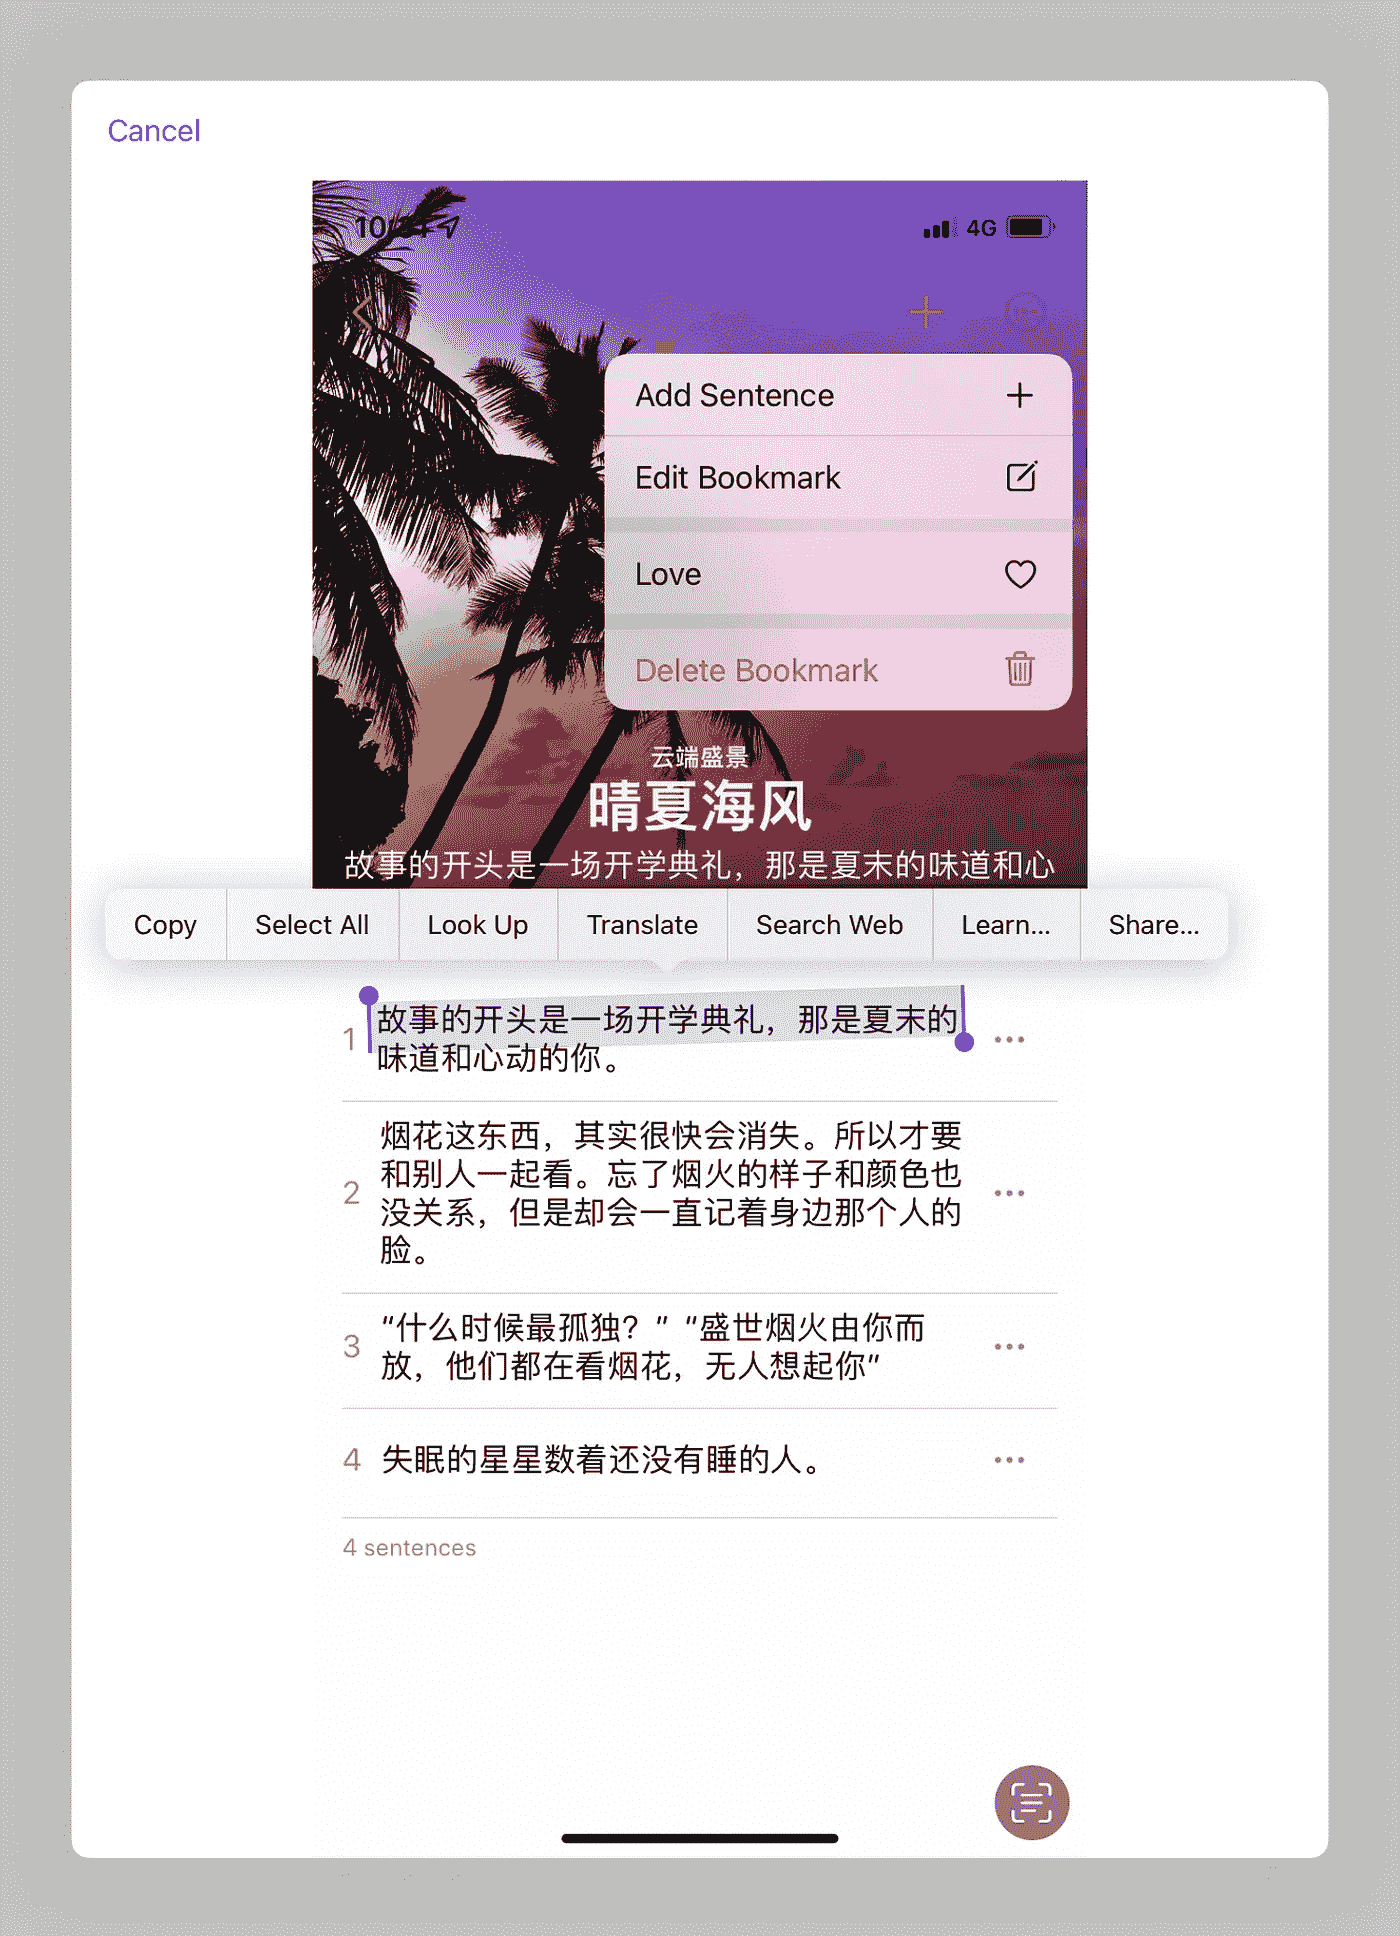 Cancel
4G
Add Sentence
Edit Bookmark
Love
Delete Bookmark
云端盛景
晴夏海风
故事的开头是一场开学典礼，那是夏末的味道和心
Copy
Select All
Look Up
Translate
Search Web
Learn...
Share...
1
故事的开头是一场开学典礼，那是夏末的
味道和心动的你。
2
烟花这东西，其实很快会消失。所以才要
和别人一起看。忘了烟火的样子和颜色也
没关系，但是却会一直记着身边那个人的
脸。
3
"什么时候最孤独？" "盛世烟火由你而
放，他们都在看烟花，无人想起你"
4
失眠的星星数着还没有睡的人。
4 sentences